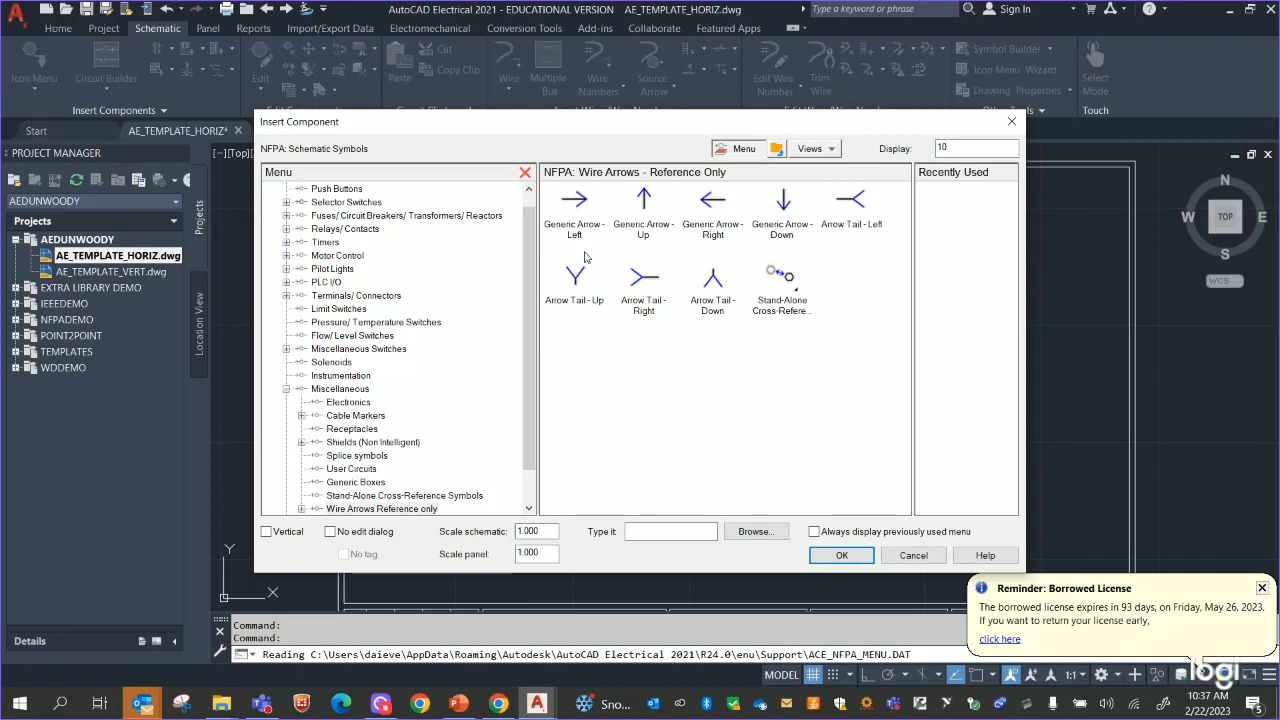 AutoCAD Electrical 2021 - EDUCATIONAL VERSION AE_TEMPLATE_HORIZ.dwg
Type a keyword or phrase
Sign In
Home Project Schematic Panel Reports Import/Export Data Electromechanical Conversion Tools Add-ins Collaborate Featured Apps
Icon Menu
Circuit Builder
Edit
Paste
Cut
Copy Clip
Wire
Multiple
Bus
Wire
Numbers
Source
Arrow
Edit Wire
Number
Trim
Wire
Symbol Builder
Icon Menu Wizard
Drawing Properties
Select
Mode
Insert Components
Other Tools
Touch
Start
AE_TEMPLATE_HORIZ*
PROJECT MANAGER
AEDUNWOODY
Projects
AEDUNWOODY
AE_TEMPLATE_HORIZ.dwg
AE_TEMPLATE_VERT.dwg
EXTRA LIBRARY DEMO
IEEEDEMO
NFPADEMO
POINT2POINT
TEMPLATES
WDDEMO
Details
Projects
Location View
[-][Top]
Insert Component
NFPA: Schematic Symbols
Menu
Views
Display:
10
Menu
Push Buttons
Selector Switches
Fuses/ Circuit Breakers/ Transformers/ Reactors
Relays/ Contacts
Timers
Motor Control
Pilot Lights
PLC I/O
Terminals/ Connectors
Limit Switches
Pressure/ Temperature Switches
Flow/ Level Switches
Miscellaneous Switches
Solenoids
Instrumentation
Miscellaneous
Electronics
Cable Markers
Receptacles
Shields (Non Intelligent)
Splice symbols
User Circuits
Generic Boxes
Stand-Alone Cross-Reference Symbols
Wire Arrows Reference only
NFPA: Wire Arrows - Reference Only
Generic Arrow -
Left
Generic Arrow -
Up
Generic Arrow -
Right
Generic Arrow -
Down
Arrow Tail - Left
Arrow Tail - Up
Arrow Tail -
Right
Arrow Tail -
Down
Stand-Alone
Cross-Refere...
Recently Used
Vertical
No edit dialog
No tag
Scale schematic:
1.000
Scale panel:
1.000
Type it:
Browse...
Always display previously used menu
OK
Cancel
Help
N
W
TOP
E
S
WCS
Y
X
Reminder: Borrowed License
The borrowed license expires in 93 days, on Friday, May 26, 2023.
If you want to return your license early,
click here
Command:
Command:
Reading C:\Users\daieve\AppData\Roaming\Autodesk\AutoCAD Electrical 2021\R24.0\enu\Support\ACE_NFPA_MENU.DAT
MODEL
1:1
logi
Sno...
10:37 AM
2/22/2023